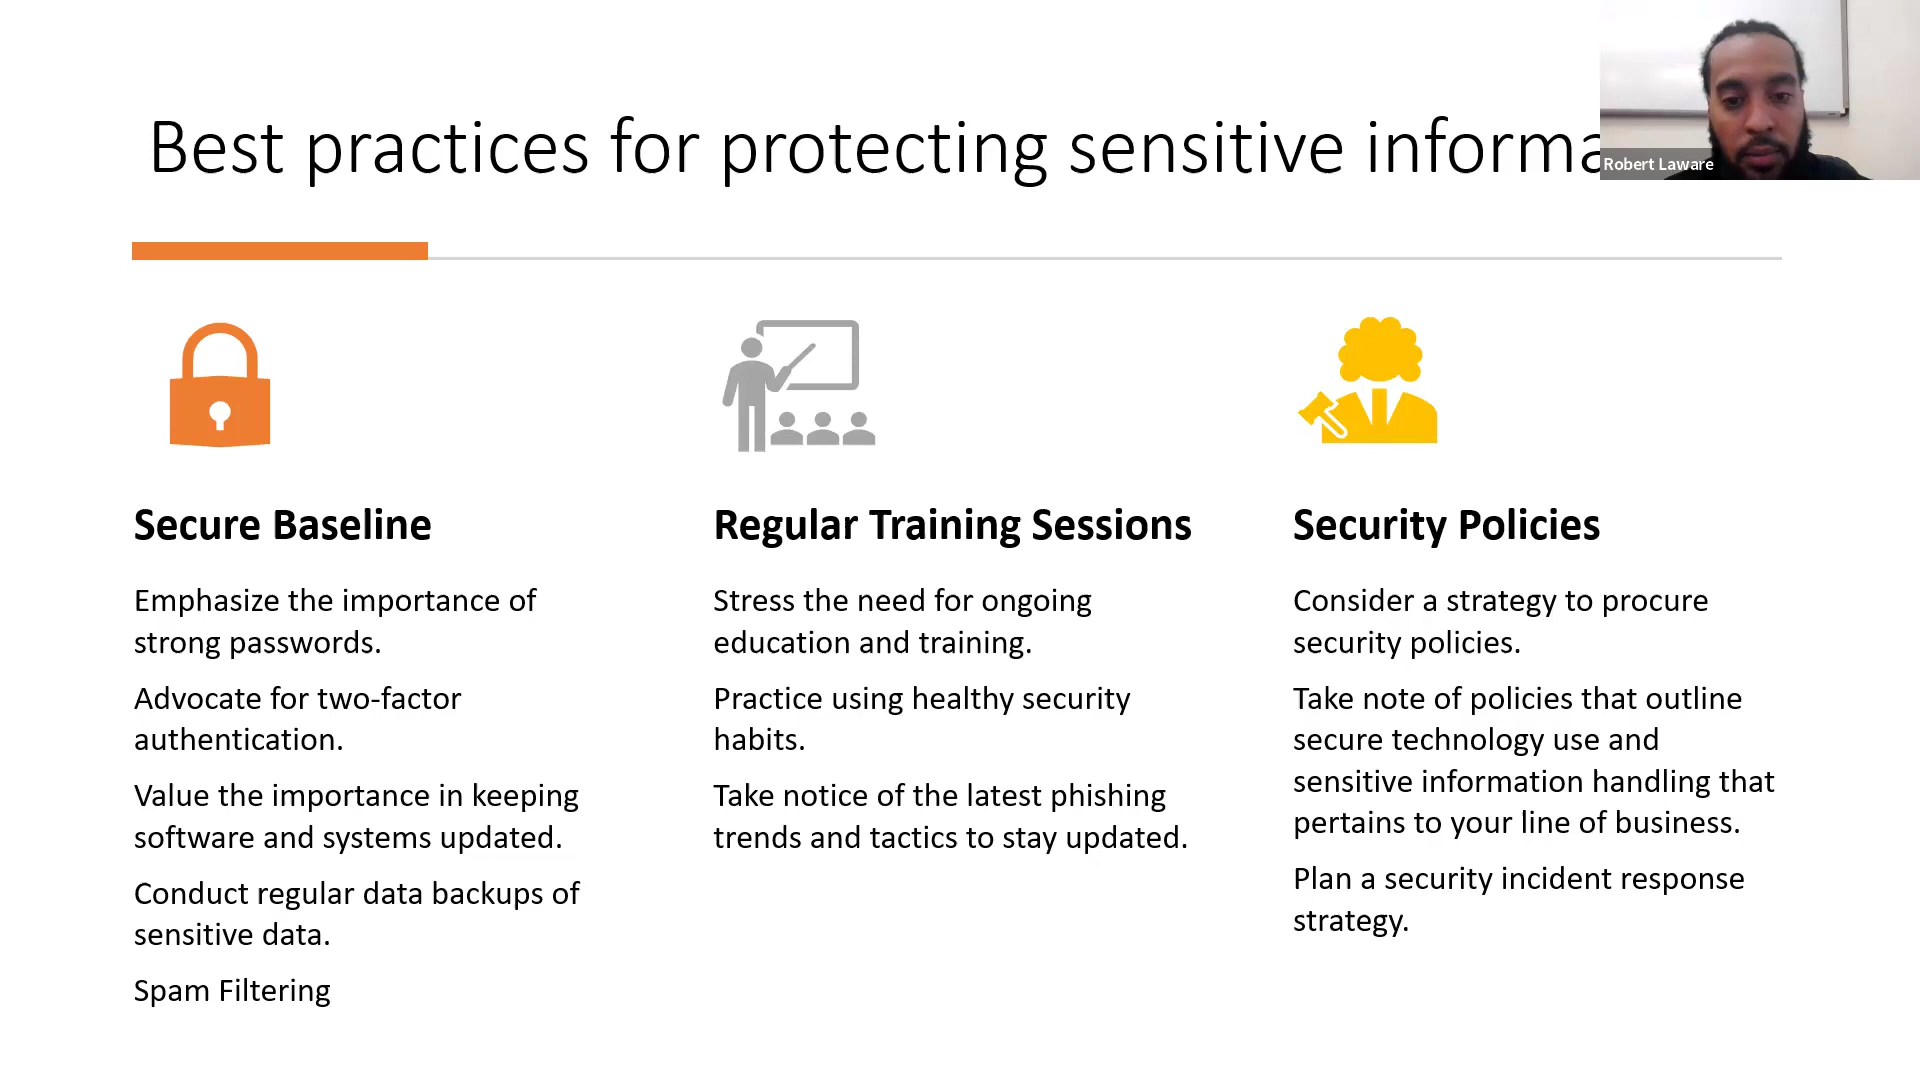 Best practices for protecting sensitive informa
Robert Laware
Secure Baseline
Emphasize the importance of
strong passwords.
Advocate for two-factor
authentication.
Value the importance in keeping
software and systems updated.
Conduct regular data backups of
sensitive data.
Spam Filtering
Regular Training Sessions
Stress the need for ongoing
education and training.
Practice using healthy security
habits.
Take notice of the latest phishing
trends and tactics to stay updated.
Security Policies
Consider a strategy to procure
security policies.
Take note of policies that outline
secure technology use and
sensitive information handling that
pertains to your line of business.
Plan a security incident response
strategy.